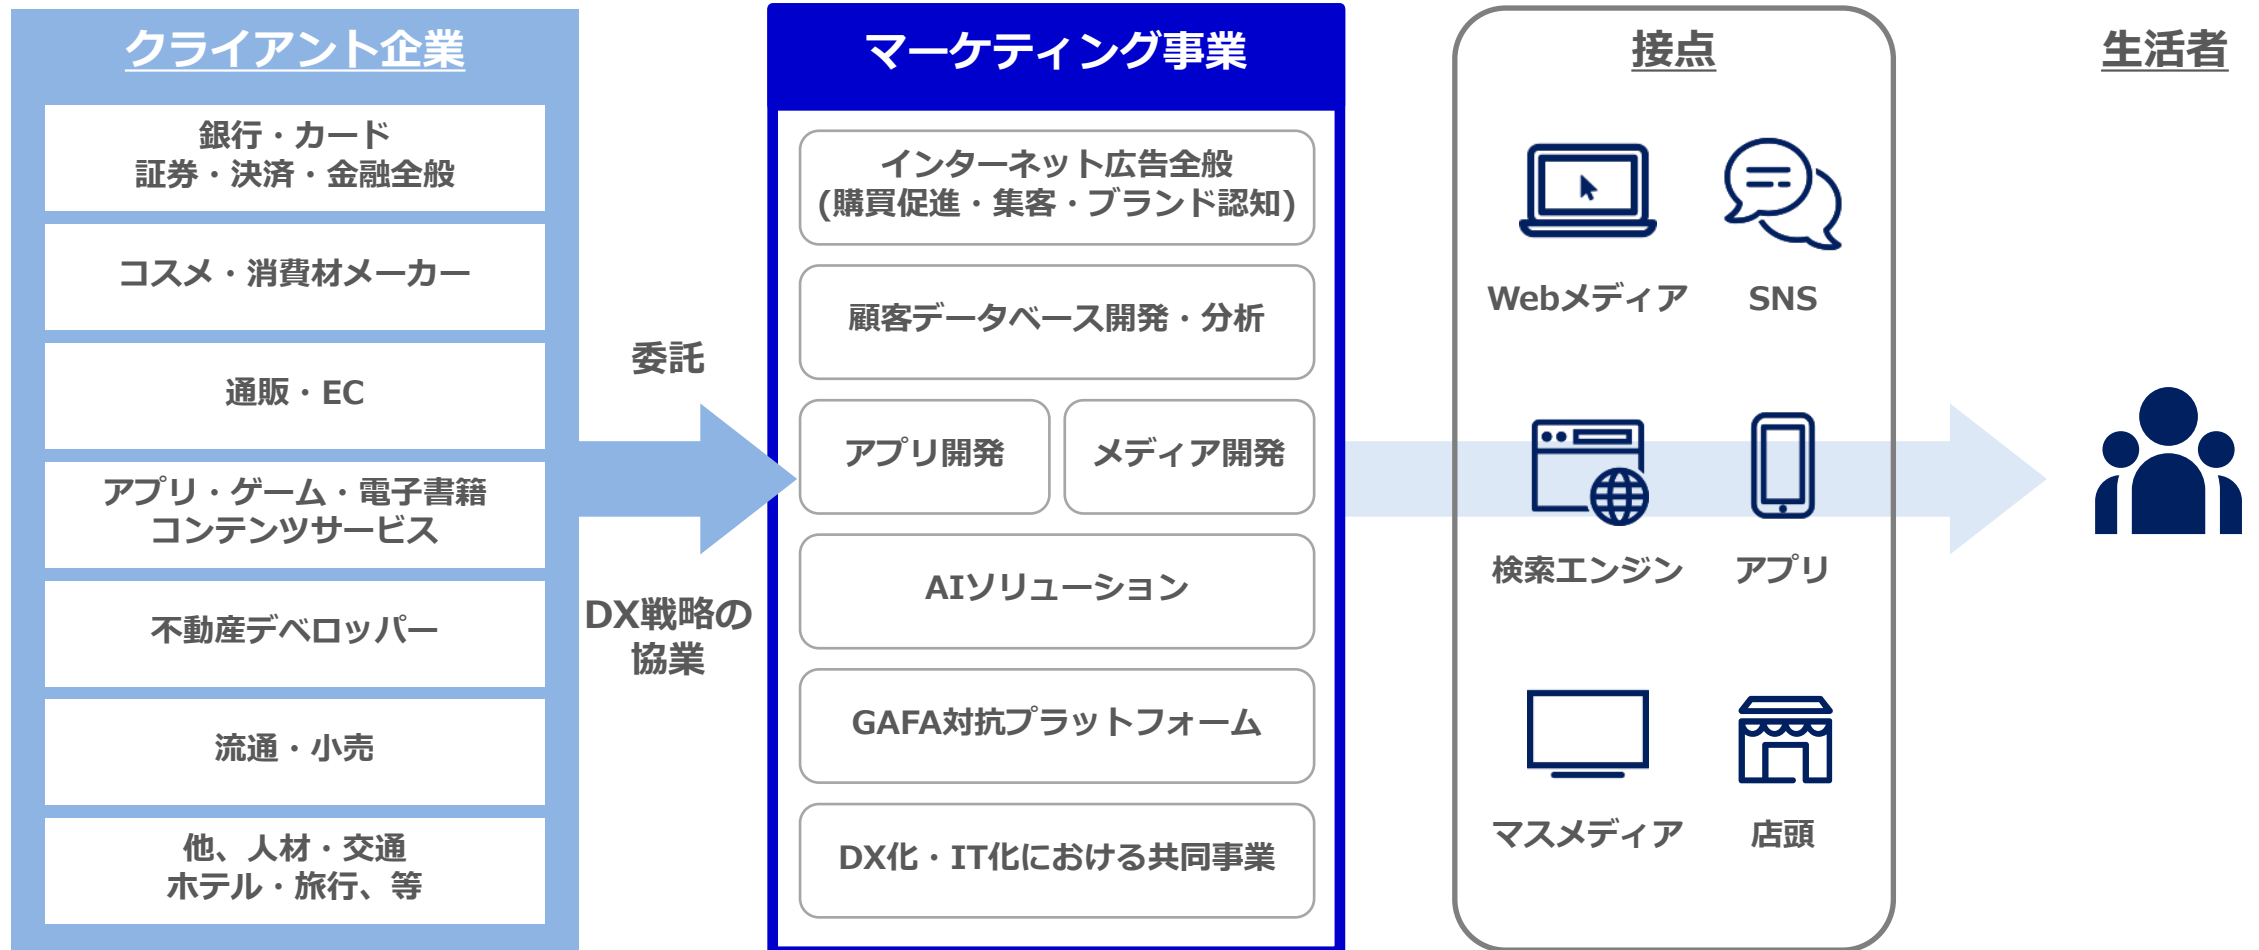 クライアント企業
銀行・カード
証券・決済・金融全般
コスメ・消費材メーカー
通販・EC
アプリ・ゲーム・電子書籍
コンテンツサービス
不動産デベロッパー
流通・小売
他、人材・交通
ホテル・旅行、等
委託
DX戦略の
協業
マーケティング事業
インターネット広告全般
(購買促進・集客・ブランド認知)
顧客データベース開発・分析
アプリ開発
メディア開発
AIソリューション
GAFA対抗プラットフォーム
DX化・IT化における共同事業
接点
Webメディア
SNS
検索エンジン
アプリ
マスメディア
店頭
生活者